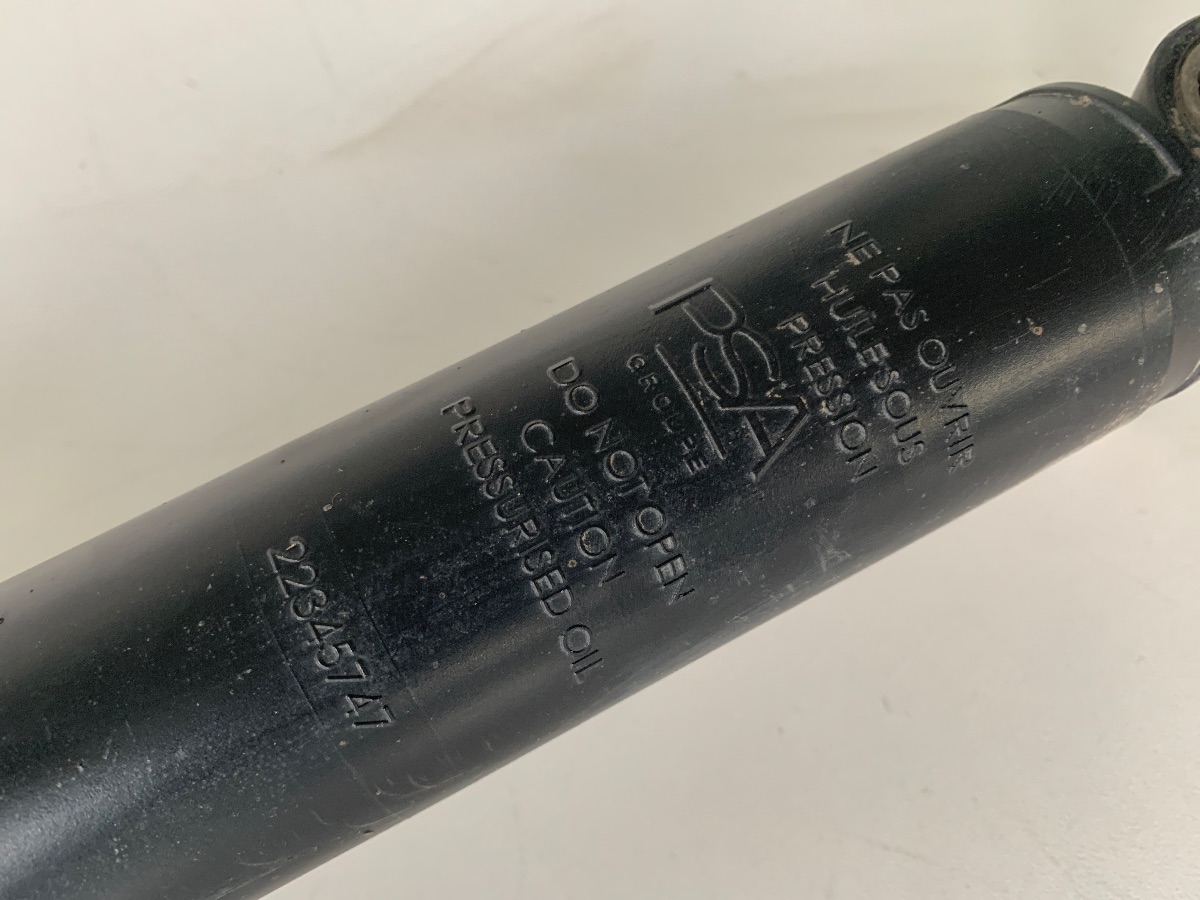 NE PAS OUVRIR
HUILE SOUS
PRESSION
PSA
GROUPE
DO NOT OPEN
CAUTION
PRESSURISED OIL
22345747